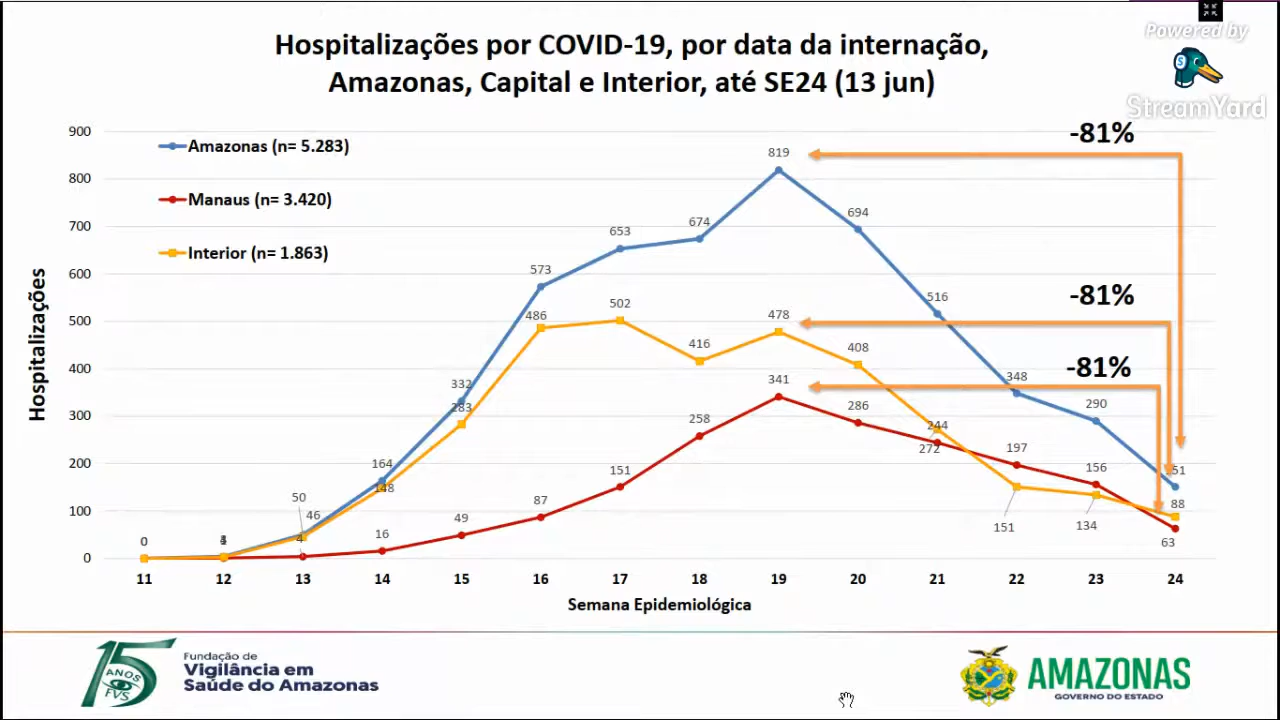 Hospitalizações por COVID-19, por data da internação,
Amazonas, Capital e Interior, até SE24 (13 jun)
Powered by
StreamYard
900
800
700
600
500
400
300
200
100
0
Hospitalizações
Amazonas (n= 5.283)
Manaus (n= 3.420)
Interior (n= 1.863)
-81%
-81%
-81%
819
694
674
653
573
516
502
486
478
416
408
348
341
332
290
286
283
272
258
244
197
164
156
151
151
148
134
88
87
63
50
49
46
16
4
0
11 12 13 14 15 16 17 18 19 20 21 22 23 24
Semana Epidemiológica
15
ANOS
FVS
Fundação de
Vigilância em
Saúde do Amazonas
AMAZONAS
GOVERNO DO ESTADO